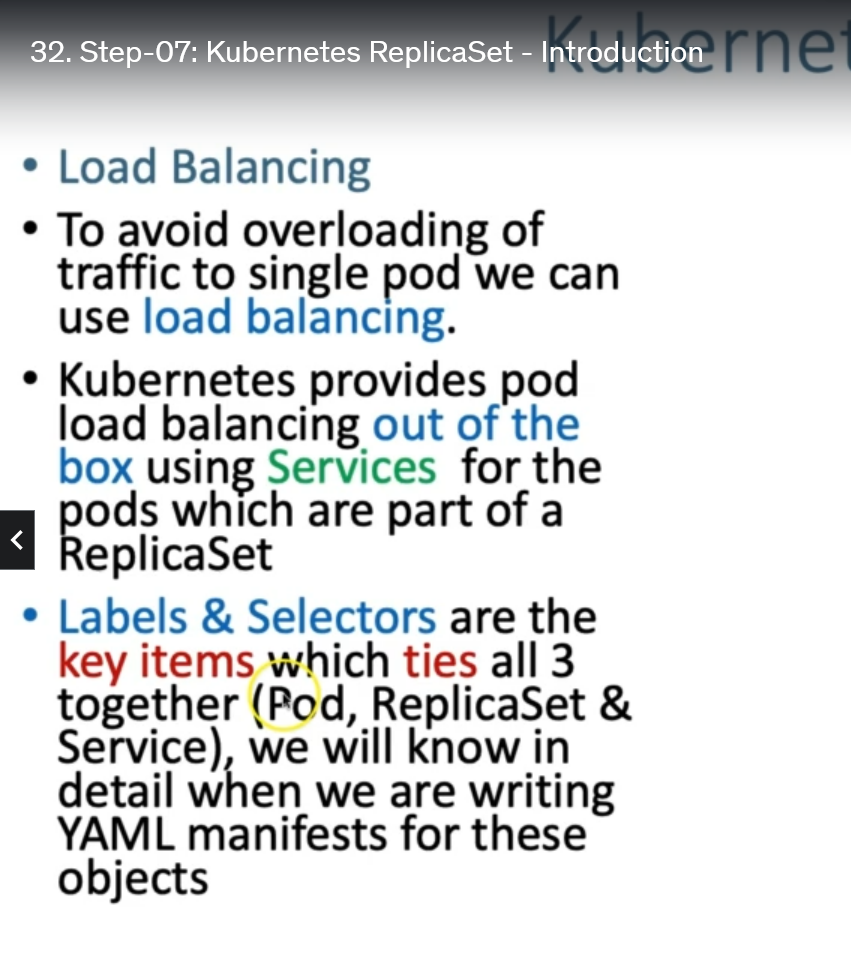 32. Step-07: Kubernetes ReplicaSet - Introduction
• Load Balancing
• To avoid overloading of
traffic to single pod we can
use load balancing.
• Kubernetes provides pod
load balancing out of the
box using Services for the
pods which are part of a
ReplicaSet
• Labels & Selectors are the
key items which ties all 3
together (Pod, ReplicaSet &
Service), we will know in
detail when we are writing
YAML manifests for these
objects